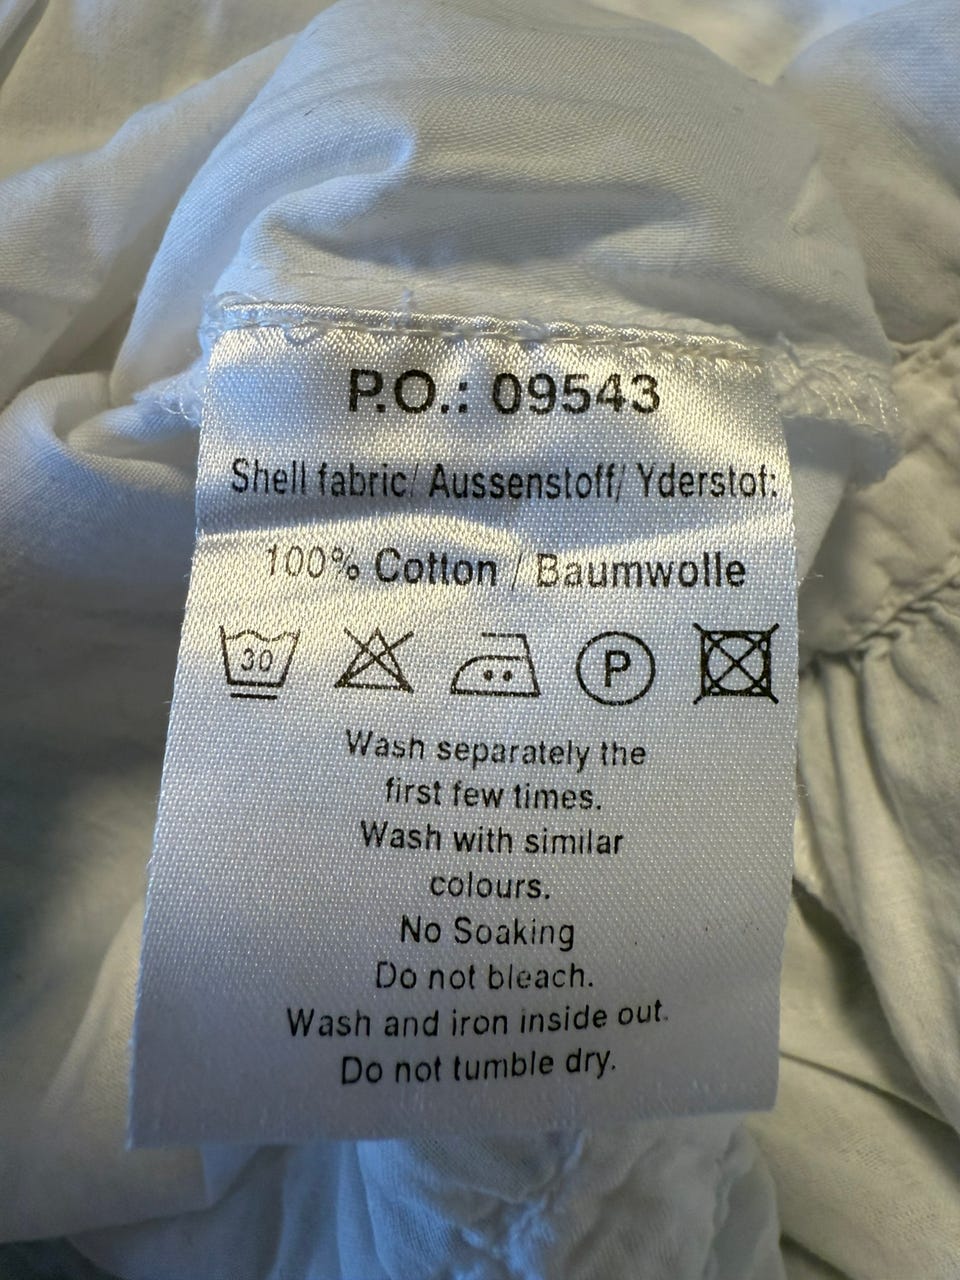 P.O.: 09543
Shell fabric/ Aussenstoff/ Yderstof:
100% Cotton / Baumwolle
30 P
Wash separately the
first few times.
Wash with similar
colours.
No Soaking
Do not bleach.
Wash and iron inside out.
Do not tumble dry.